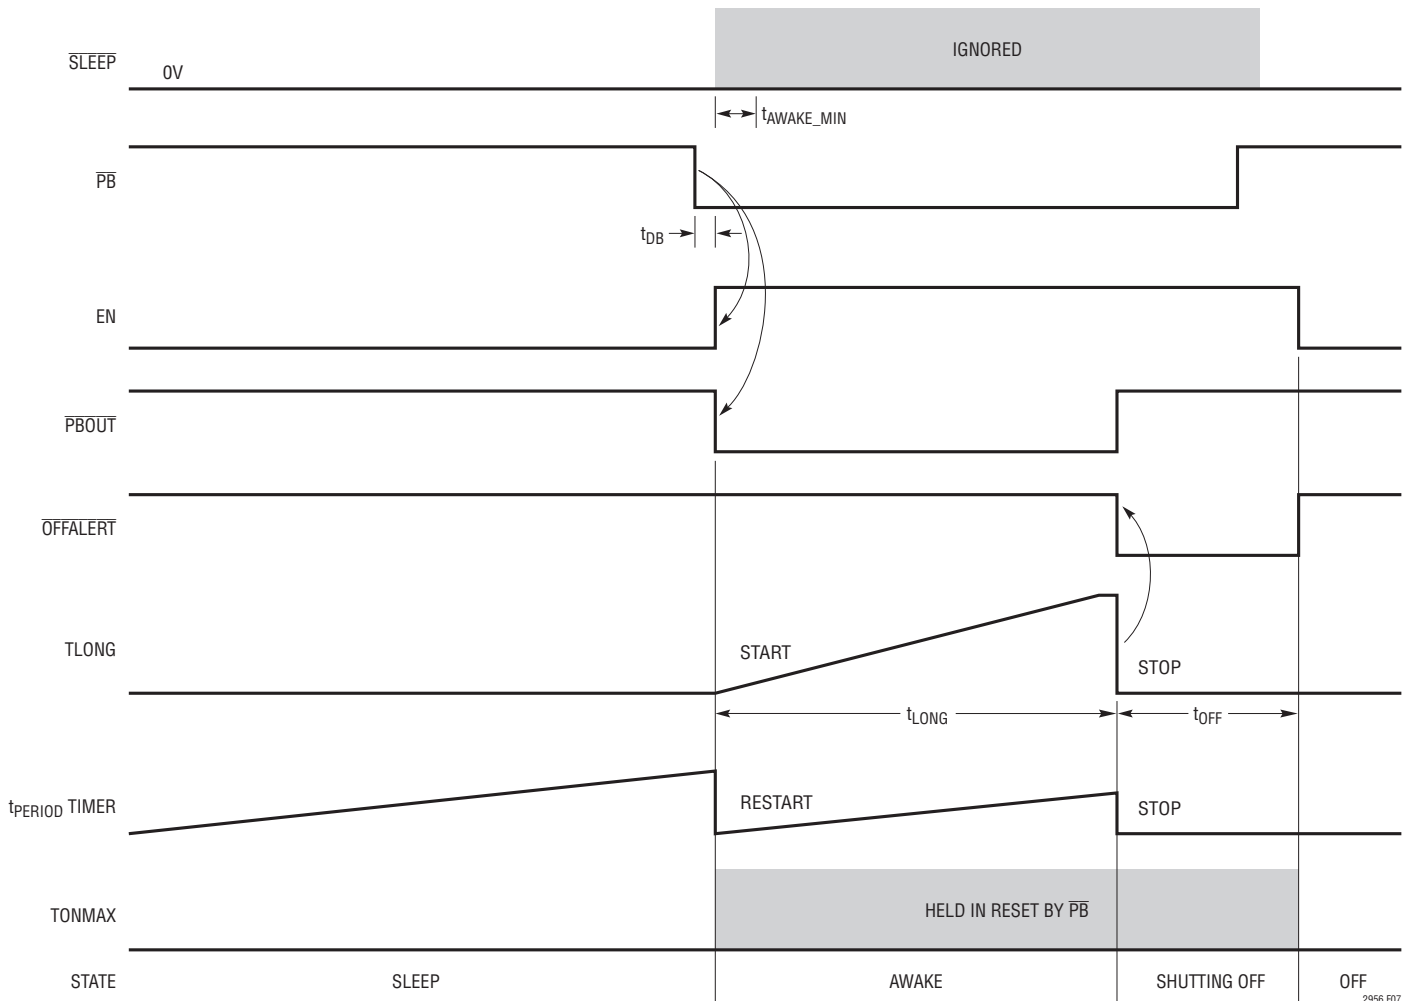 SLEEP
0V
IGNORED
tAWAKE_MIN
PB
tDB
EN
PBOUT
OFFALERT
TLONG
START
STOP
tLONG
tOFF
tPERIOD TIMER
RESTART
STOP
TONMAX
HELD IN RESET BY PB
STATE
SLEEP
AWAKE
SHUTTING OFF
OFF
2956 F07